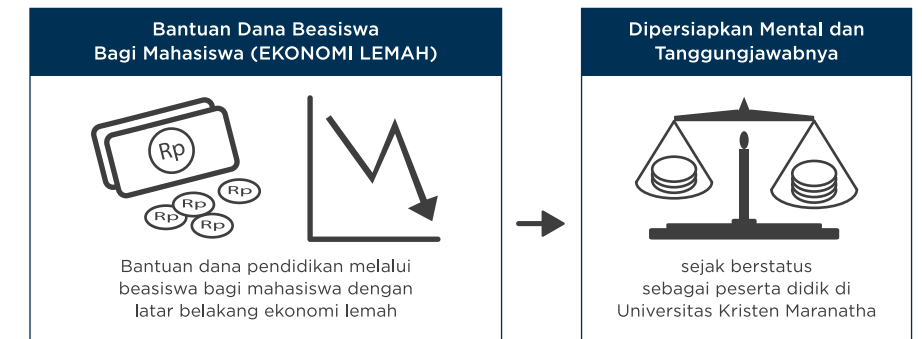 Bantuan Dana Beasiswa
Bagi Mahasiswa (EKONOMI LEMAH)
Rp
Rp
Rp
Rp
Rp
Bantuan dana pendidikan melalui
beasiswa bagi mahasiswa dengan
latar belakang ekonomi lemah
Dipersiapkan Mental dan
Tanggungjawabnya
sejak berstatus
sebagai peserta didik di
Universitas Kristen Maranatha